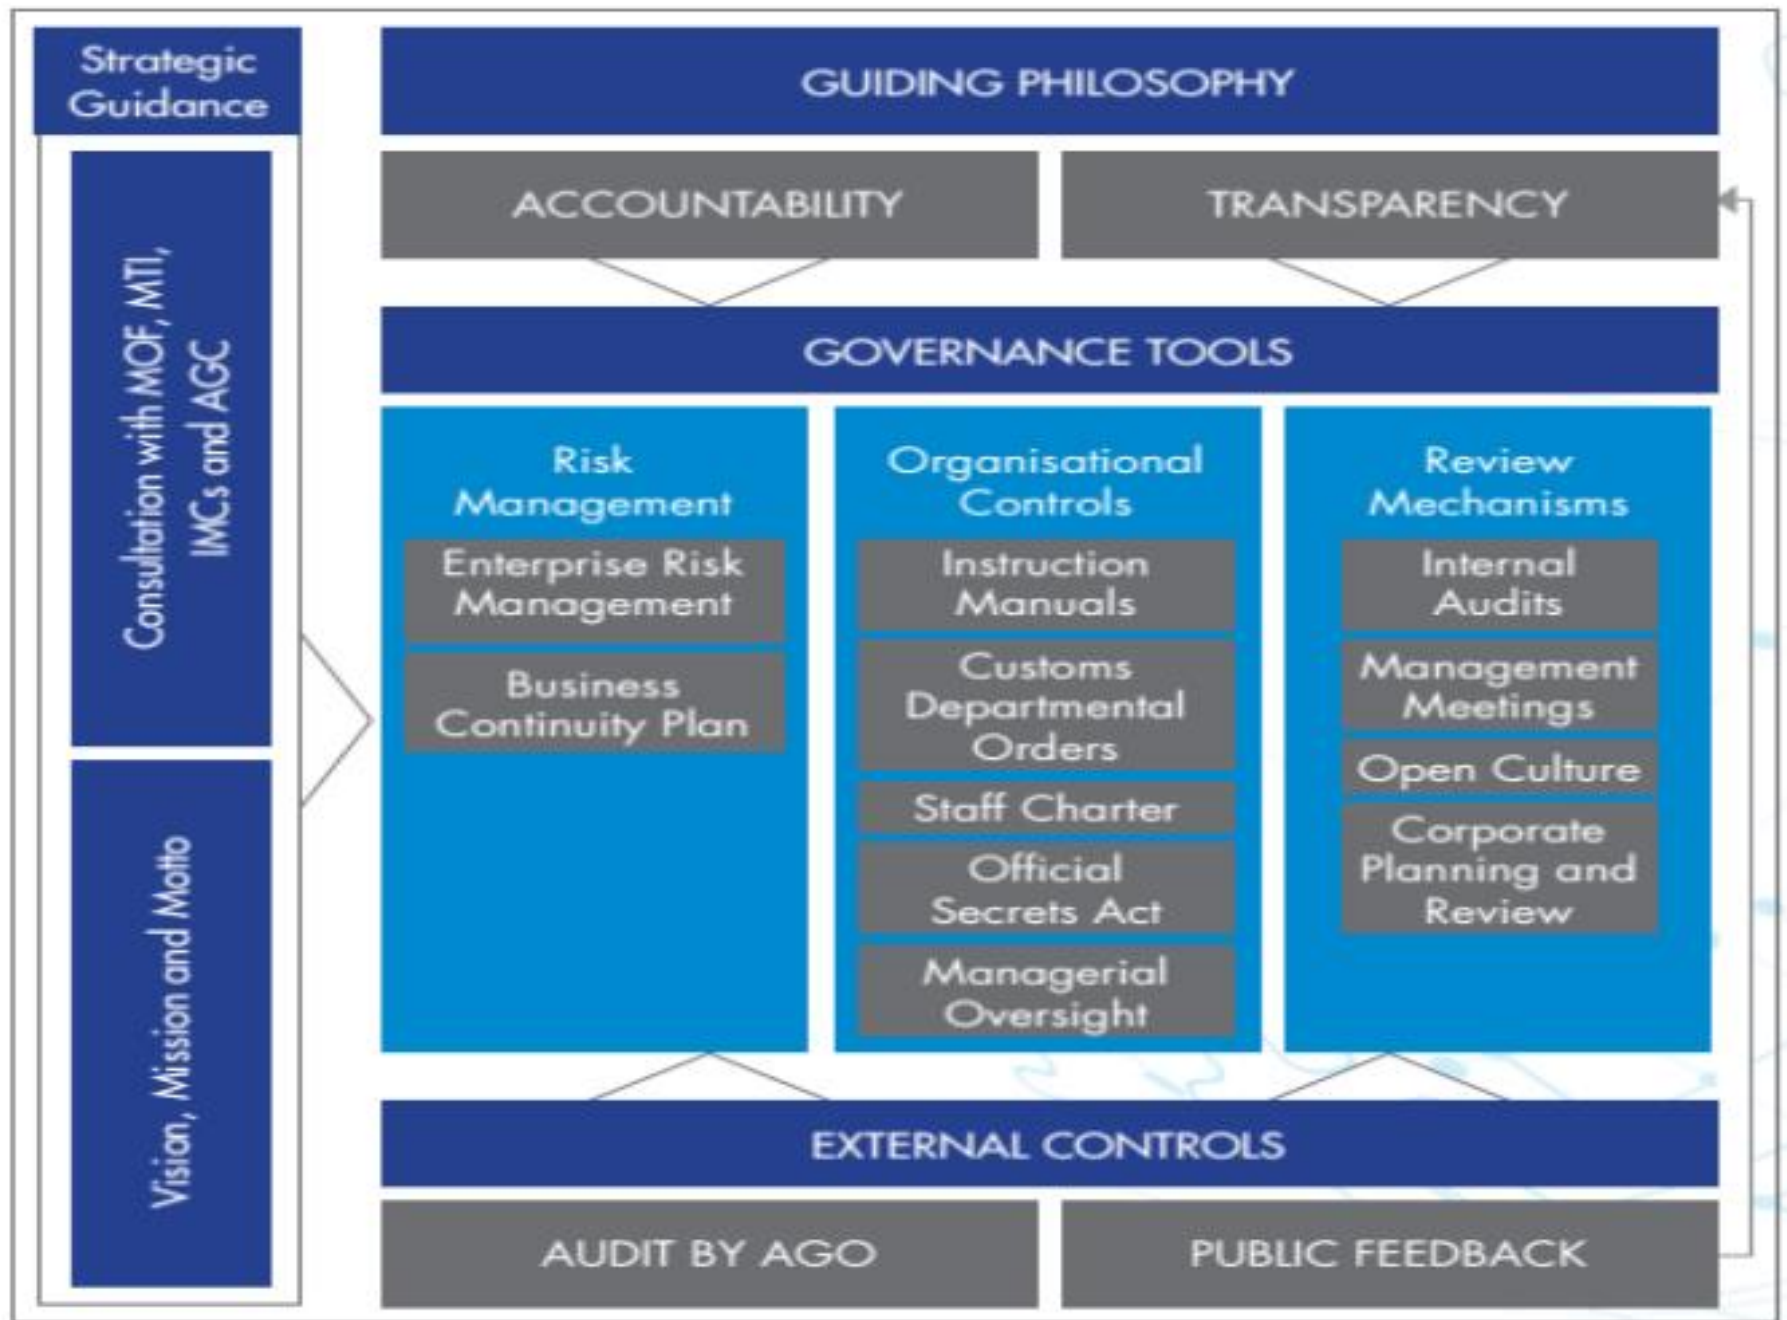 Strategic
Guidance
Consultation with MOF, MTI,
IMCs and AGC
Vision, Mission and Motto
GUIDING PHILOSOPHY
ACCOUNTABILITY
TRANSPARENCY
GOVERNANCE TOOLS
Risk
Management
Enterprise Risk
Management
Business
Continuity Plan
Organisational
Controls
Instruction
Manuals
Customs
Departmental
Orders
Staff Charter
Official
Secrets Act
Managerial
Oversight
Review
Mechanisms
Internal
Audits
Management
Meetings
Open Culture
Corporate
Planning and
Review
EXTERNAL CONTROLS
AUDIT BY AGO
PUBLIC FEEDBACK